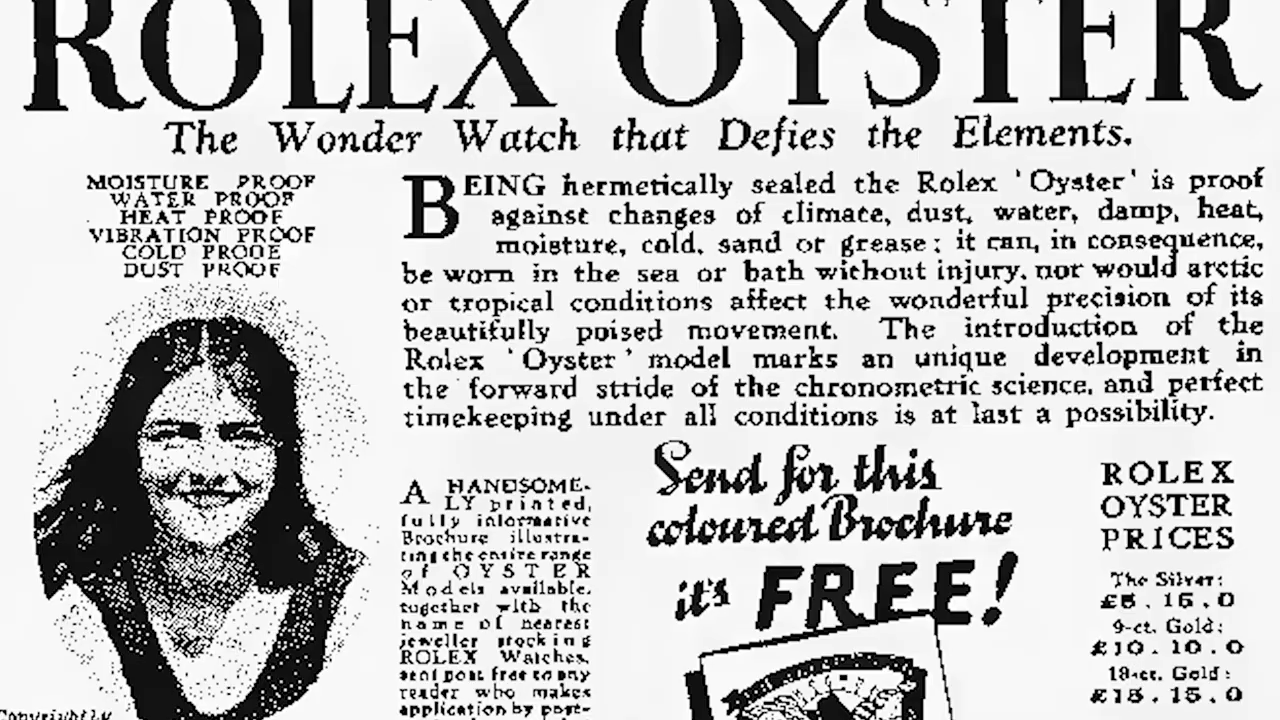 ROLEX OYSTER
The Wonder Watch that Defies the Elements.
MOISTURE PROOF
WATER PROOF
HEAT PROOF
VIBRATION PROOF
COLD PROOF
DUST PROOF
BEING hermetically sealed the Rolex 'Oyster' is proof
against changes of climate, dust, water, damp, heat,
moisture, cold, sand or grease; it can, in consequence,
be worn in the sea or bath without injury, nor would arctic
or tropical conditions affect the wonderful precision of its
beautifully poised movement. The introduction of the
Rolex 'Oyster' model marks an unique development in
the forward stride of the chronometric science, and perfect
timekeeping under all conditions is at last a possibility.
A HANDSOME-
LY printed,
fully informative
Brochure illustra-
ting the entire range
of OYSTER
Models available,
together with the
name of nearest
jeweller stocking
ROLEX Watches,
sent post free to any
reader who makes
application by post-
Send for this
coloured Brochure
it's FREE!
ROLEX
OYSTER
PRICES
The Silver:
£5.15.0
9-ct. Gold:
£10.10.0
18-ct. Gold:
£15.15.0